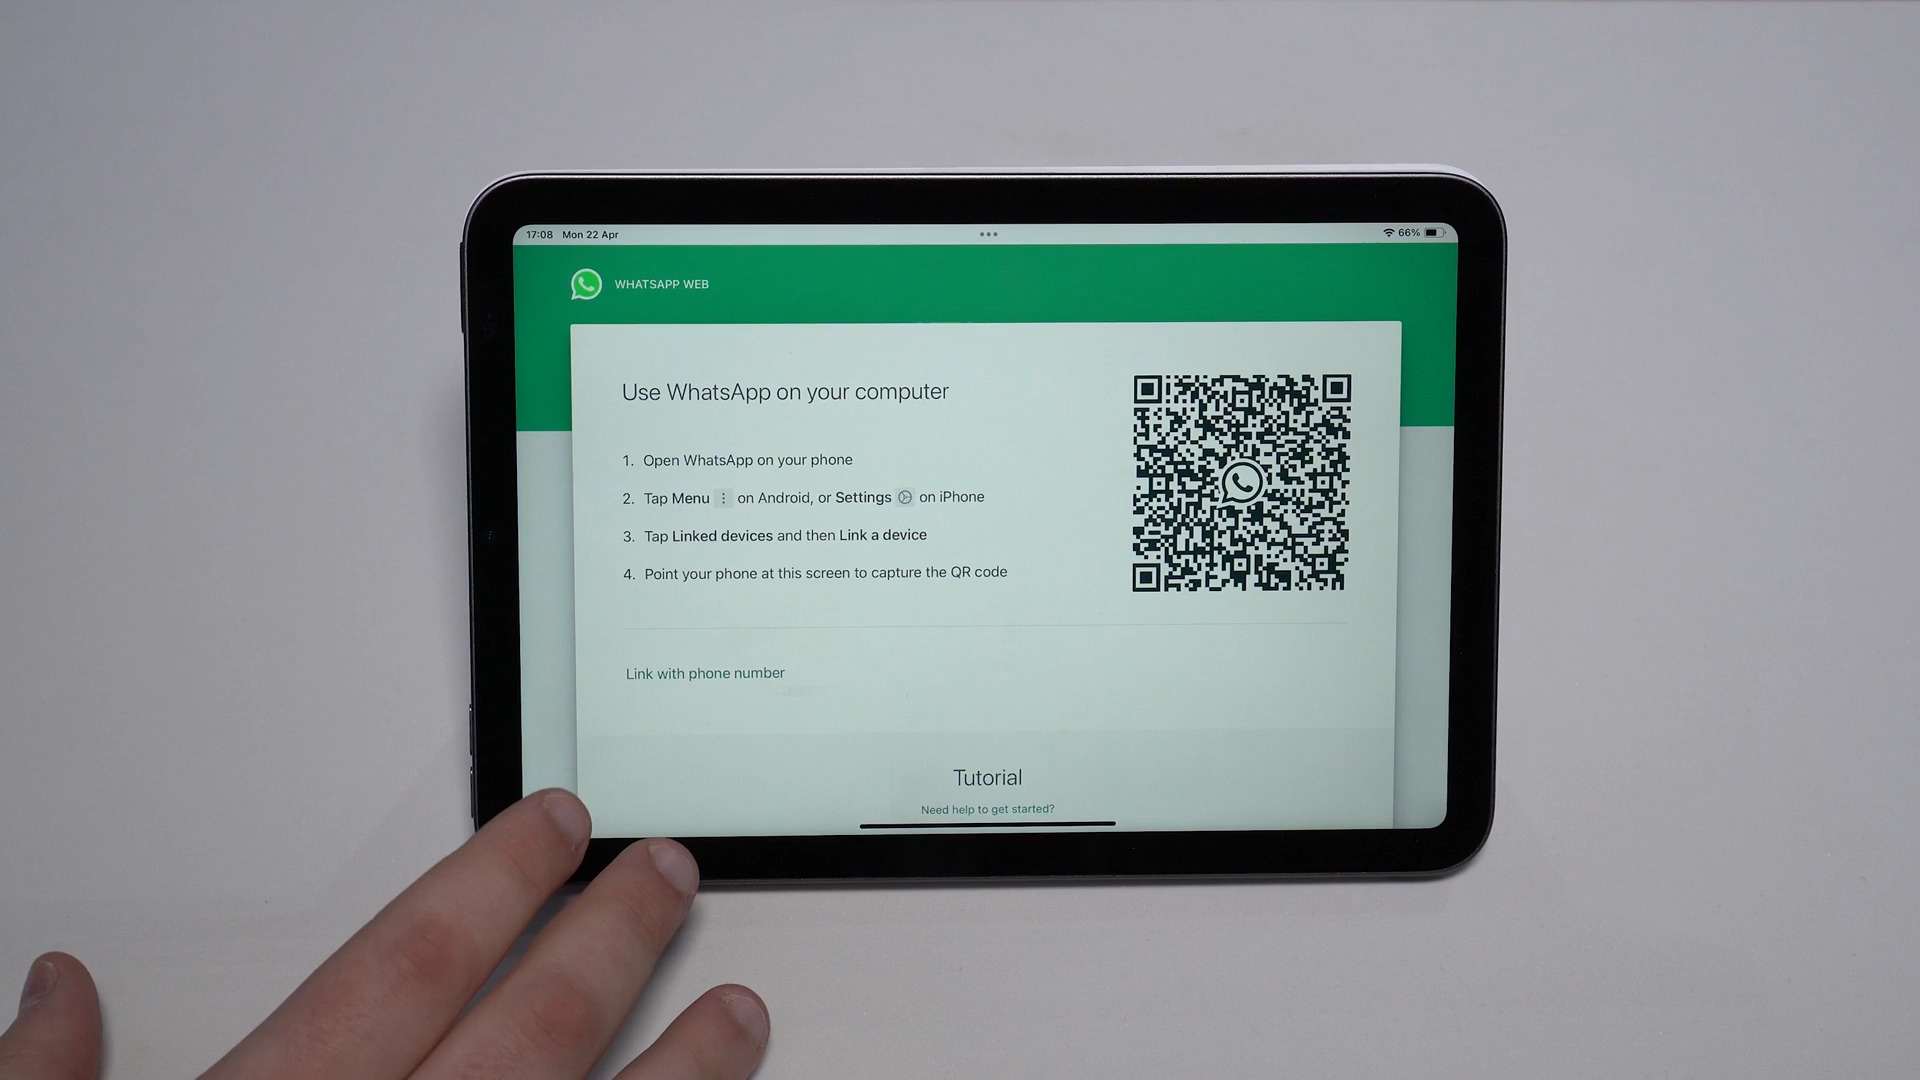 17:08 Mon 22 Apr
66%
WHATSAPP WEB
Use WhatsApp on your computer
1. Open WhatsApp on your phone
2. Tap Menu on Android, or Settings on iPhone
3. Tap Linked devices and then Link a device
4. Point your phone at this screen to capture the QR code
Link with phone number
Tutorial
Need help to get started?